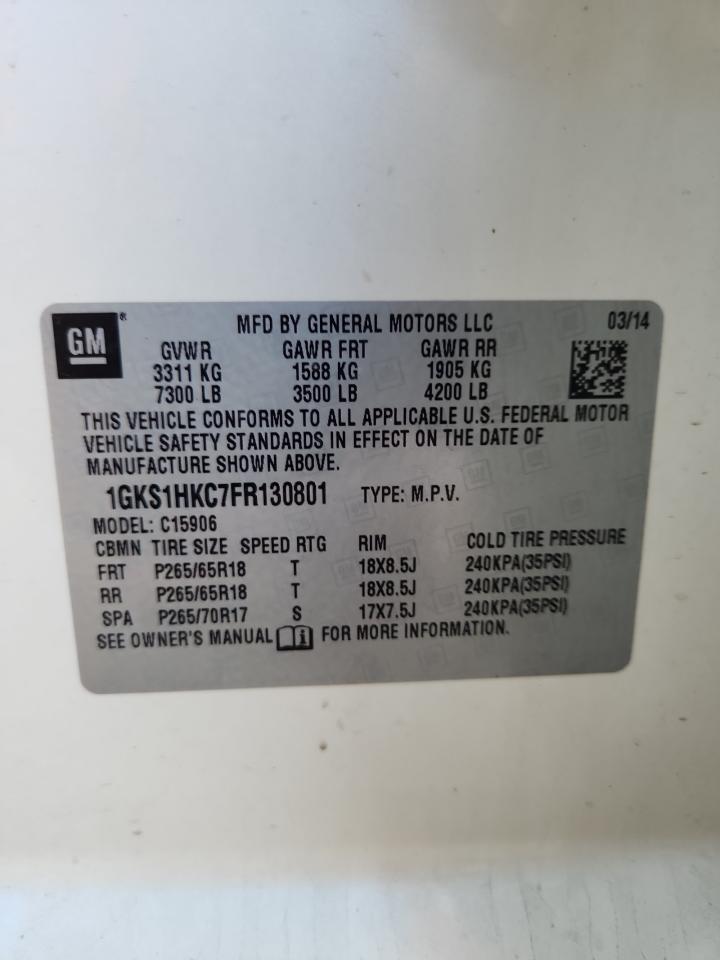 GM ® MFD BY GENERAL MOTORS LLC 03/14
GVWR GAWR FRT GAWR RR
3311 KG 1588 KG 1905 KG
7300 LB 3500 LB 4200 LB
THIS VEHICLE CONFORMS TO ALL APPLICABLE U.S. FEDERAL MOTOR
VEHICLE SAFETY STANDARDS IN EFFECT ON THE DATE OF
MANUFACTURE SHOWN ABOVE.
1GKS1HKC7FR130801 TYPE: M.P.V.
MODEL: C15906
CBMN TIRE SIZE SPEED RTG RIM COLD TIRE PRESSURE
FRT P265/65R18 T 18X8.5J 240KPA(35PSI)
RR P265/65R18 T 18X8.5J 240KPA(35PSI)
SPA P265/70R17 S 17X7.5J 240KPA(35PSI)
SEE OWNER'S MANUAL i FOR MORE INFORMATION.